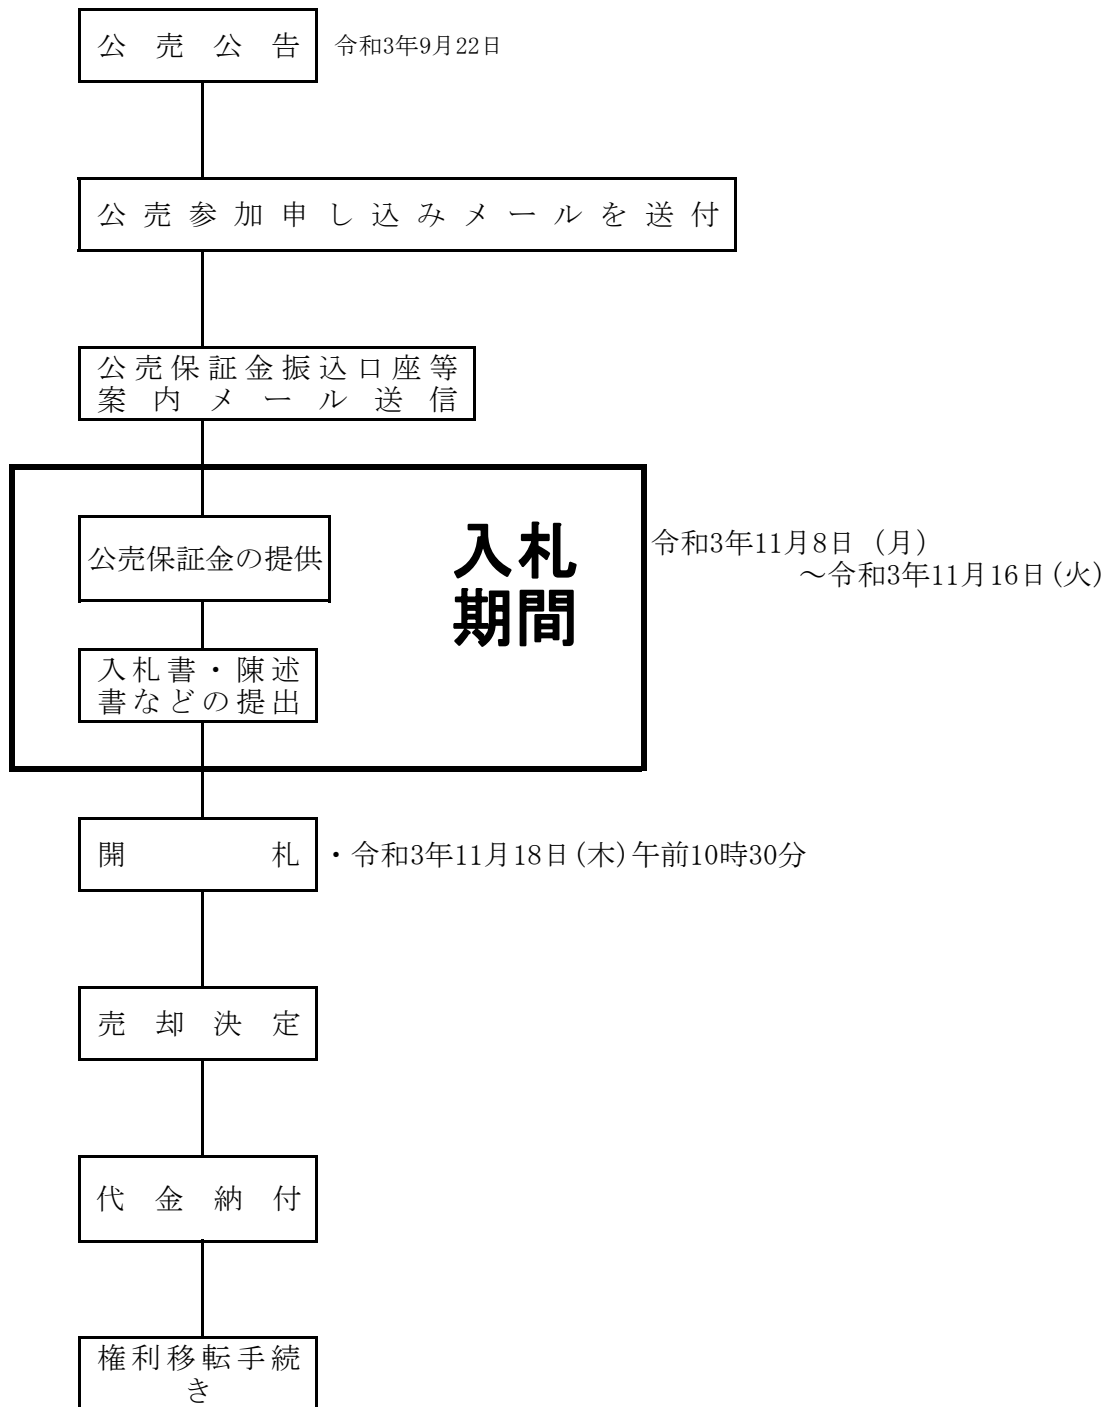 公売公告 令和3年9月22日
公売参加申し込みメールを送付
公売保証金振込口座等
案内メール送信
公売保証金の提供
入札
期間
令和3年11月8日（月）
～令和3年11月16日(火)
入札書・陳述
書などの提出
開札 ・令和3年11月18日(木)午前10時30分
売却決定
代金納付
権利移転手続
き